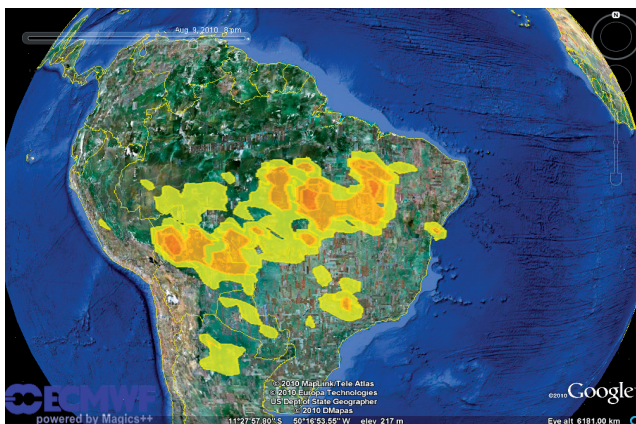 N
Aug 9, 2010 8 pm
© 2010 MapLink/Tele Atlas
© 2010 Europa Technologies
US Dept of State Geographer
© 2010 DMapas
©2010 Google
ECMWF
powered by Magics++
11°27'57.80" S 50°16'53.55" W elev 217 m Eye alt 6181.00 km